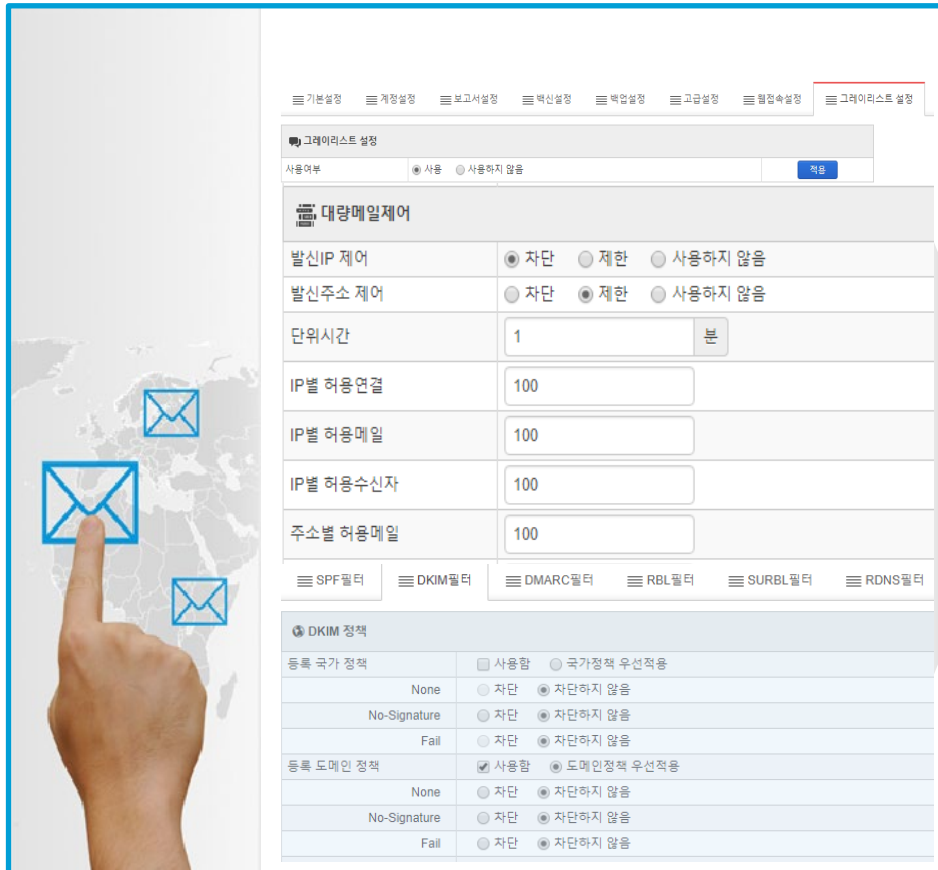 기본설정 계정설정 보고서설정 백신설정 백업설정 고급설정 웹접속설정 그레이리스트 설정
그레이리스트 설정
사용여부 사용 사용하지 않음 적용
대량메일제어
발신IP 제어 차단 제한 사용하지 않음
발신주소 제어 차단 제한 사용하지 않음
단위시간 1 분
IP별 허용연결 100
IP별 허용메일 100
IP별 허용수신자 100
주소별 허용메일 100
SPF필터 DKIM필터 DMARC필터 RBL필터 SURBL필터 RDNS필터
DKIM 정책
등록 국가 정책 사용함 국가정책 우선적용
None 차단 차단하지 않음
No-Signature 차단 차단하지 않음
Fail 차단 차단하지 않음
등록 도메인 정책 사용함 도메인정책 우선적용
None 차단 차단하지 않음
No-Signature 차단 차단하지 않음
Fail 차단 차단하지 않음